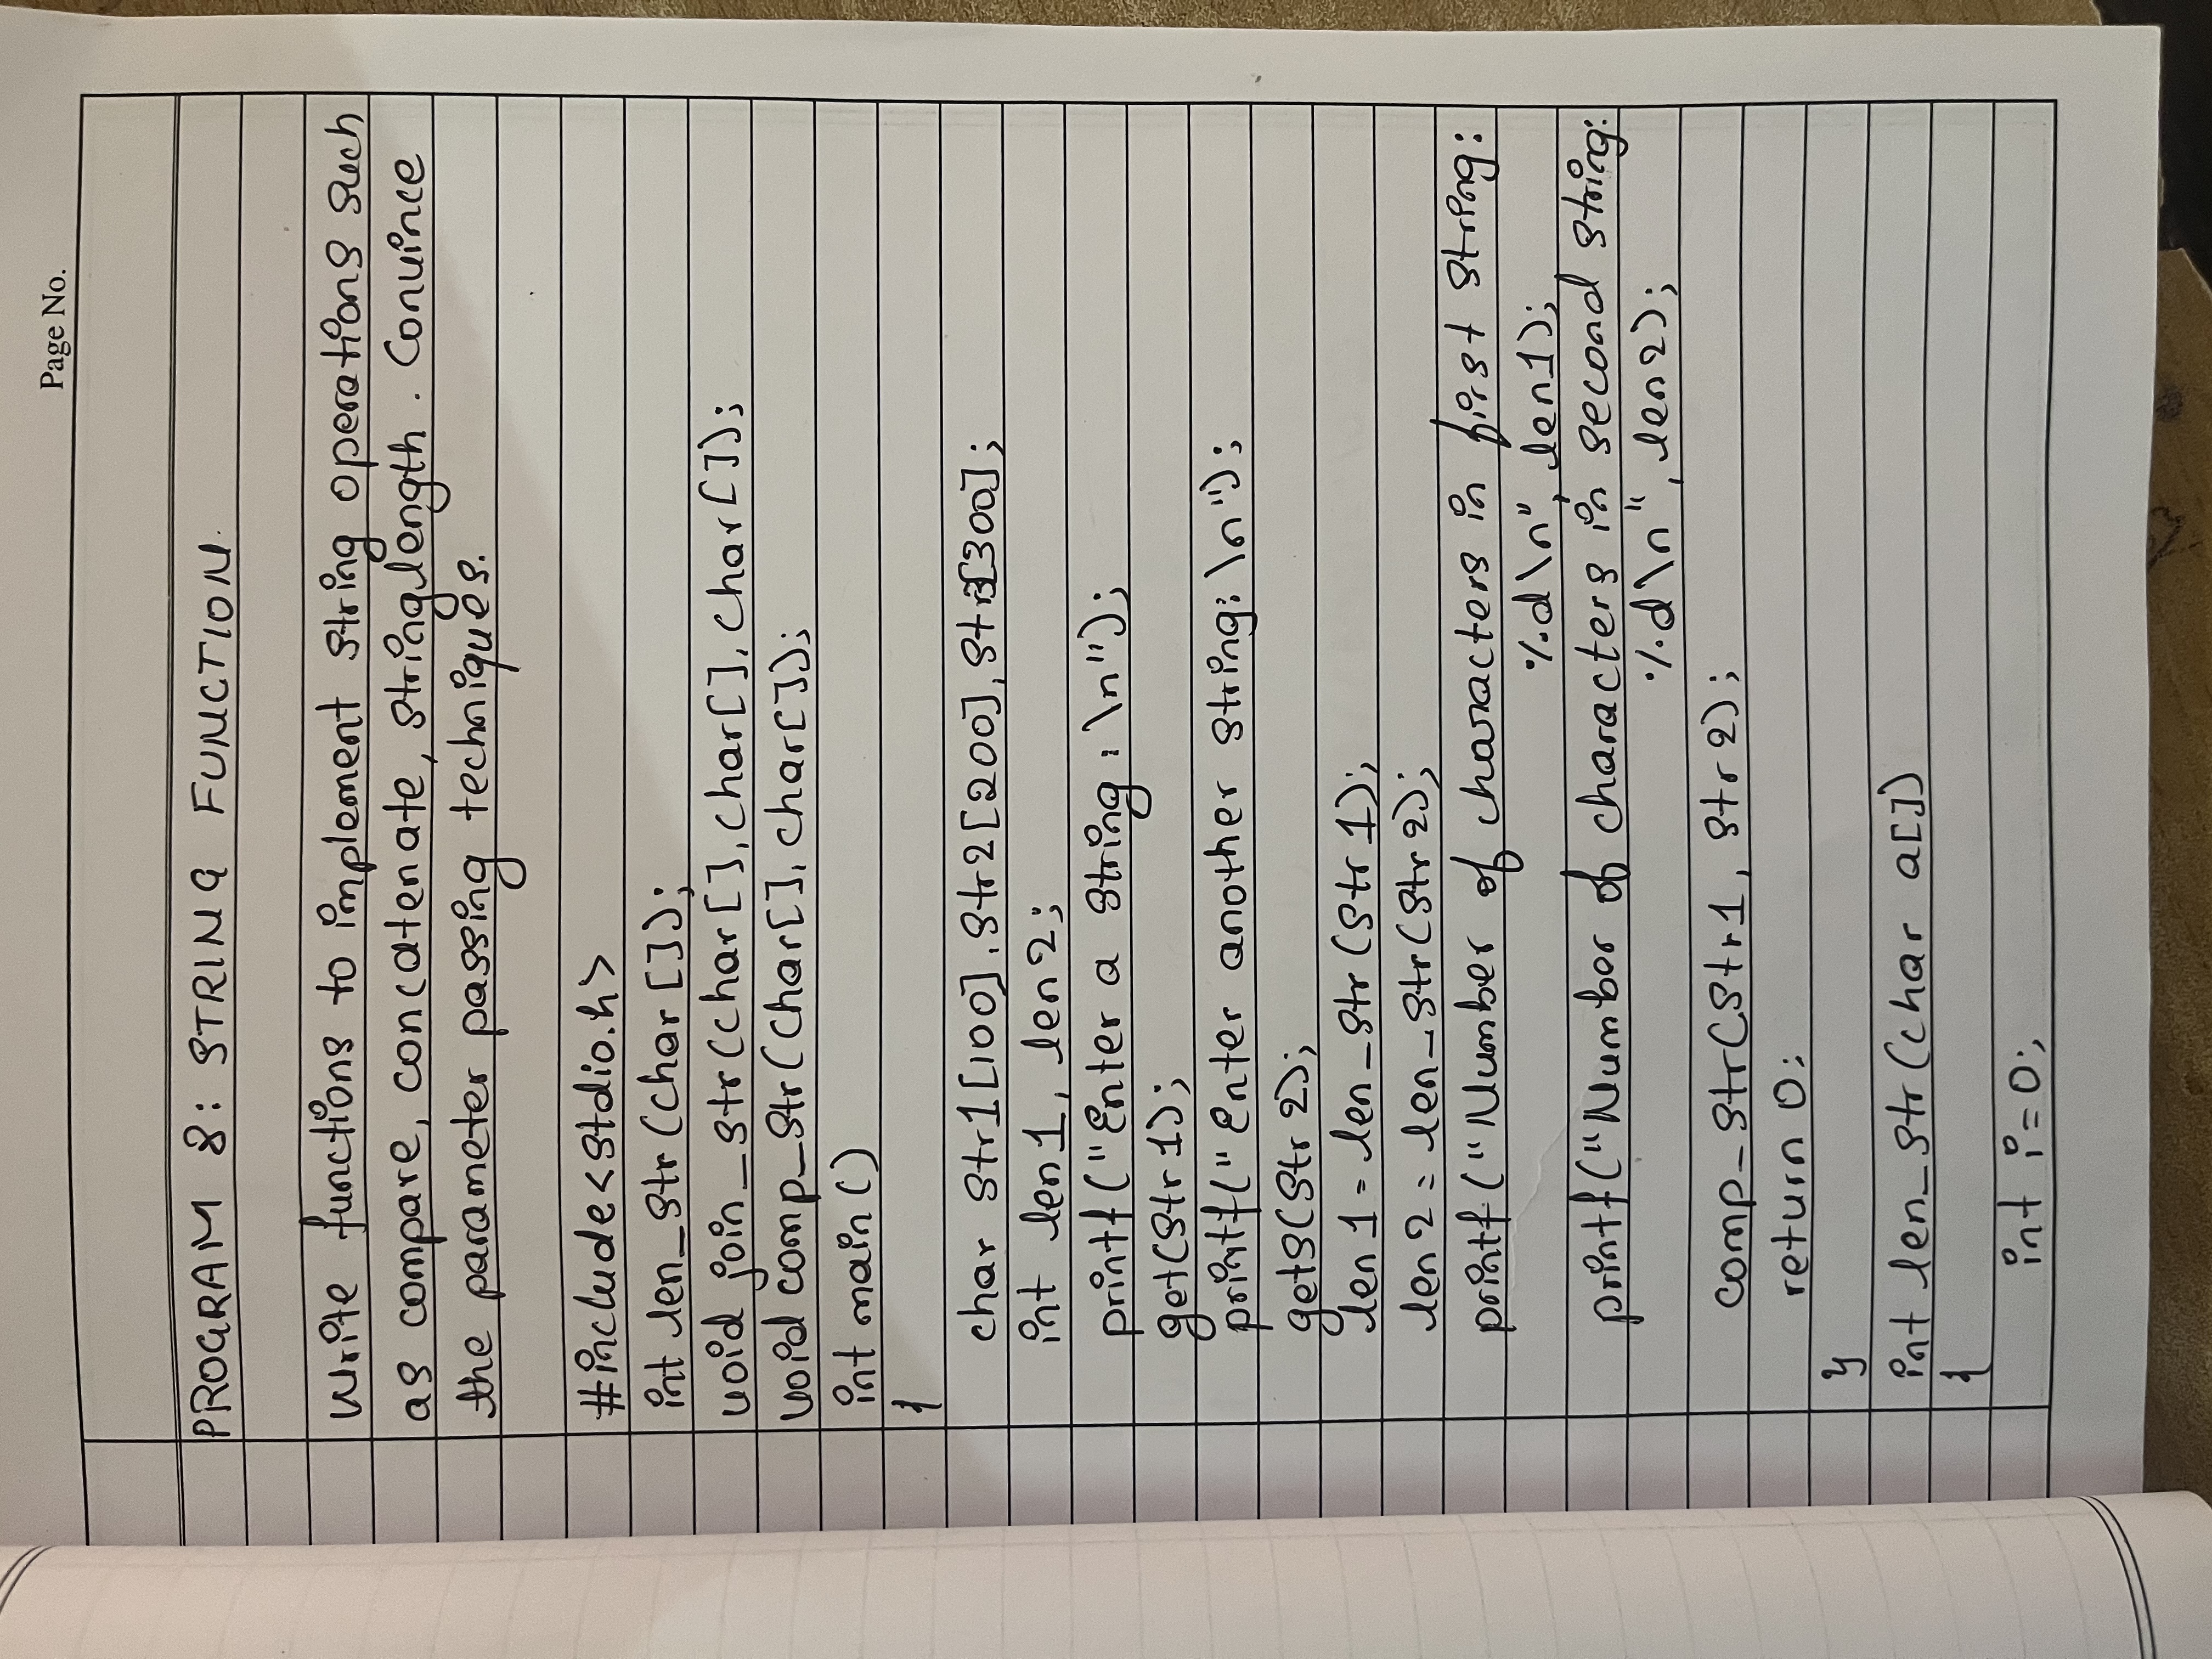 Page No.
PROGRAM 8: STRING FUNCTION.
Write functions to implement string operations such
as compare, concatenate, stringlength. Convince
the parameter passing techniques.
#include<stdio.h>
int len_str(char []);
void join_str(char[], char[], char[]);
void comp_str(char[], char[]);
int main()
{
char str1[100], str2[200], str3[300];
int len1, len2;
printf("Enter a string: \n");
get(str1);
printf("Enter another string: \n");
gets(str2);
len1 = len_str(str1);
len2 = len_str(str2);
printf("Number of characters in first string:
%d\n", len1);
printf("Number of characters in second string:
%d\n", len2);
comp_str(str1, str2);
return 0;
}
int len_str(char a[])
{
int i=0;